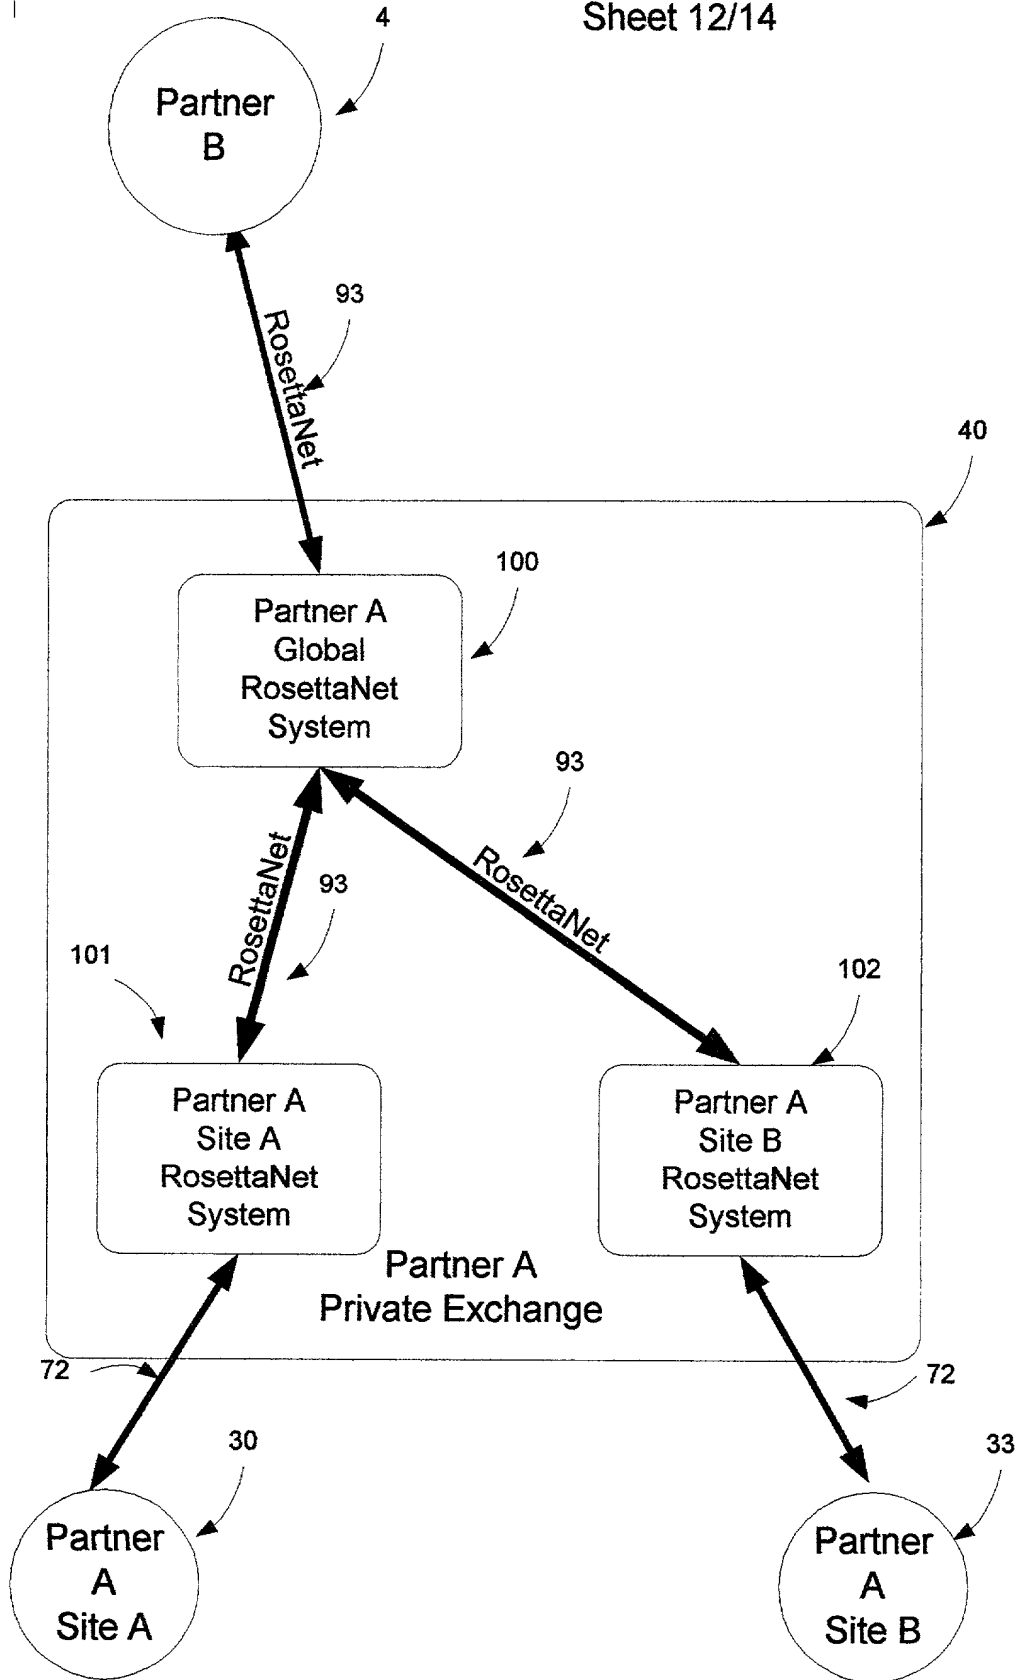 Sheet 12/14
4
Partner
B
93
RosettaNet
40
100
Partner A
Global
RosettaNet
System
93
RosettaNet
RosettaNet
93
101
102
Partner A
Site A
RosettaNet
System
Partner A
Site B
RosettaNet
System
Partner A
Private Exchange
72
72
30
33
Partner
A
Site A
Partner
A
Site B